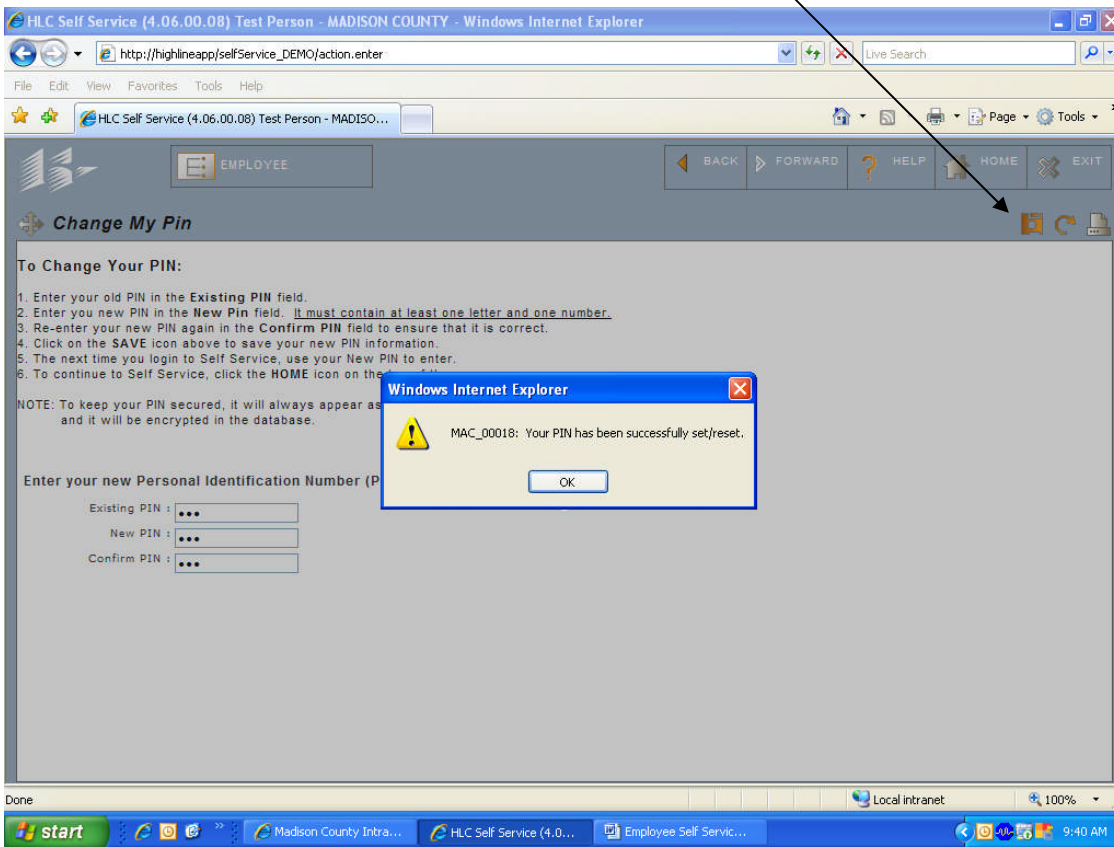 HLC Self Service (4.06.00.08) Test Person - MADISON COUNTY - Windows Internet Explorer
http://highlineapp/selfService_DEMO/action.enter
Live Search
File Edit View Favorites Tools Help
HLC Self Service (4.06.00.08) Test Person - MADISO...
Page Tools
EMPLOYEE
BACK FORWARD HELP HOME EXIT
Change My Pin
To Change Your PIN:
1. Enter your old PIN in the Existing PIN field.
2. Enter you new PIN in the New Pin field. It must contain at least one letter and one number.
3. Re-enter your new PIN again in the Confirm PIN field to ensure that it is correct.
4. Click on the SAVE icon above to save your new PIN information.
5. The next time you login to Self Service, use your New PIN to enter.
6. To continue to Self Service, click the HOME icon on the
NOTE: To keep your PIN secured, it will always appear as
and it will be encrypted in the database.
Windows Internet Explorer
MAC_00018: Your PIN has been successfully set/reset.
OK
Enter your new Personal Identification Number (P
Existing PIN :
New PIN :
Confirm PIN :
Done
Local intranet
100%
start
Madison County Intra...
HLC Self Service (4.0...
Employee Self Servic...
9:40 AM